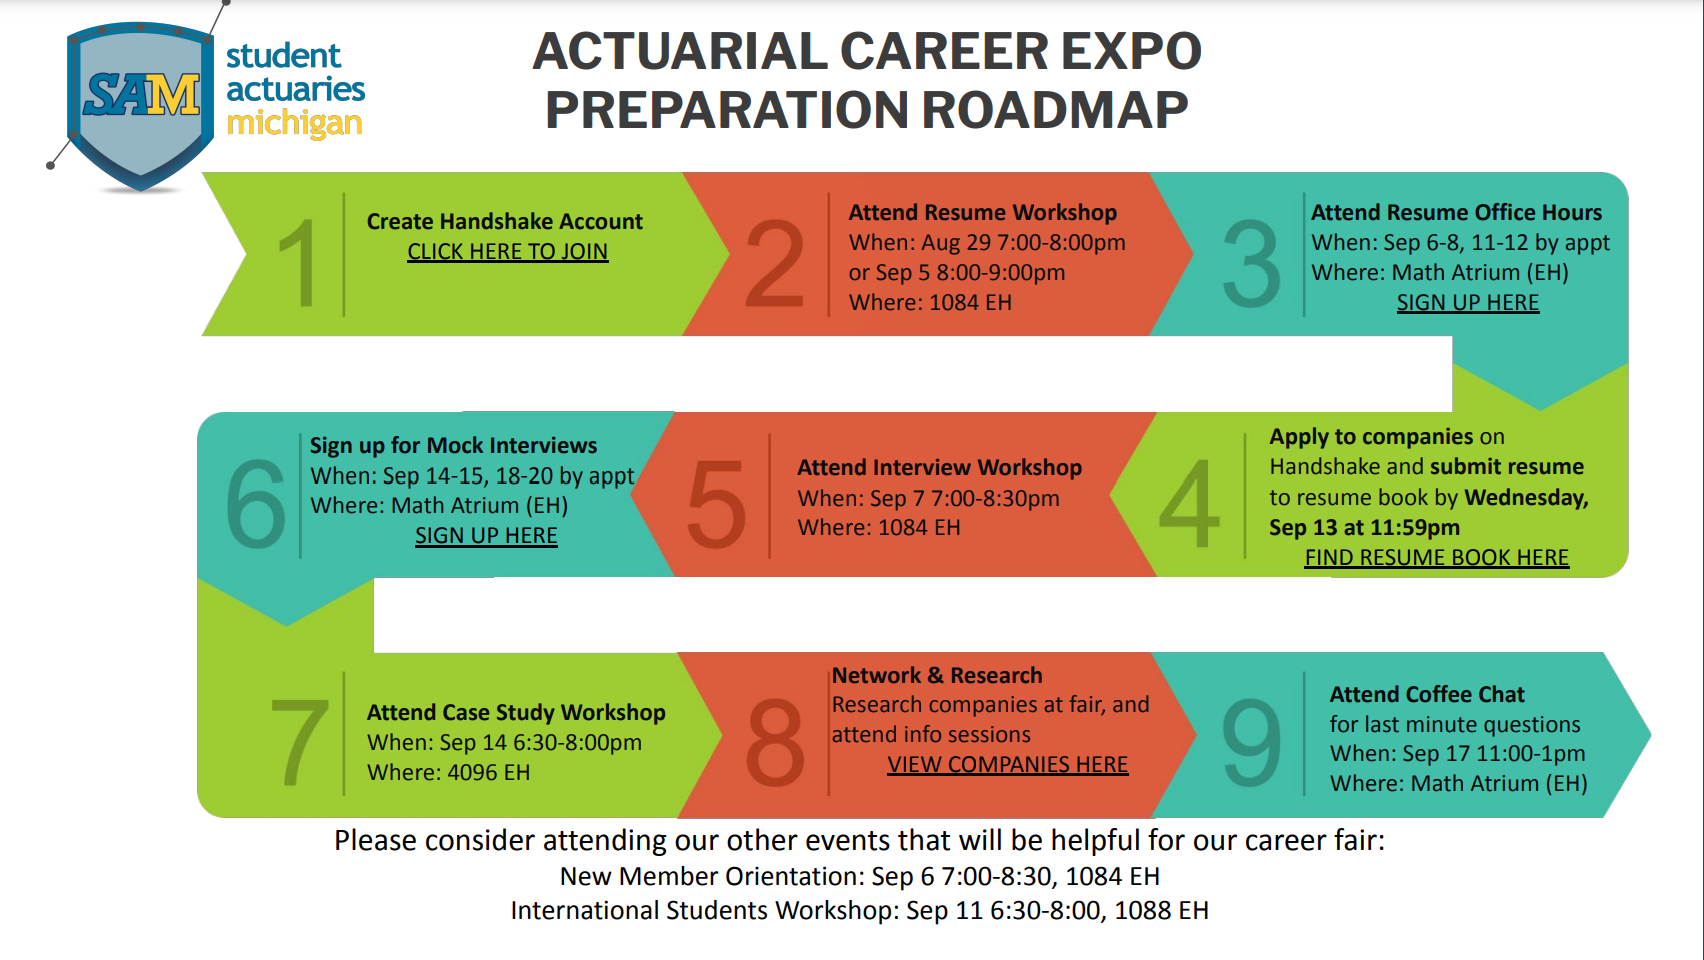 SAM
student
actuaries
michigan
ACTUARIAL CAREER EXPO
PREPARATION ROADMAP
1
Create Handshake Account
CLICK HERE TO JOIN
2
Attend Resume Workshop
When: Aug 29 7:00-8:00pm
or Sep 5 8:00-9:00pm
Where: 1084 EH
3
Attend Resume Office Hours
When: Sep 6-8, 11-12 by appt
Where: Math Atrium (EH)
SIGN UP HERE
4
Apply to companies on
Handshake and submit resume
to resume book by Wednesday,
Sep 13 at 11:59pm
FIND RESUME BOOK HERE
5
Attend Interview Workshop
When: Sep 7 7:00-8:30pm
Where: 1084 EH
6
Sign up for Mock Interviews
When: Sep 14-15, 18-20 by appt
Where: Math Atrium (EH)
SIGN UP HERE
7
Attend Case Study Workshop
When: Sep 14 6:30-8:00pm
Where: 4096 EH
8
Network & Research
Research companies at fair, and
attend info sessions
VIEW COMPANIES HERE
9
Attend Coffee Chat
for last minute questions
When: Sep 17 11:00-1pm
Where: Math Atrium (EH)
Please consider attending our other events that will be helpful for our career fair:
New Member Orientation: Sep 6 7:00-8:30, 1084 EH
International Students Workshop: Sep 11 6:30-8:00, 1088 EH